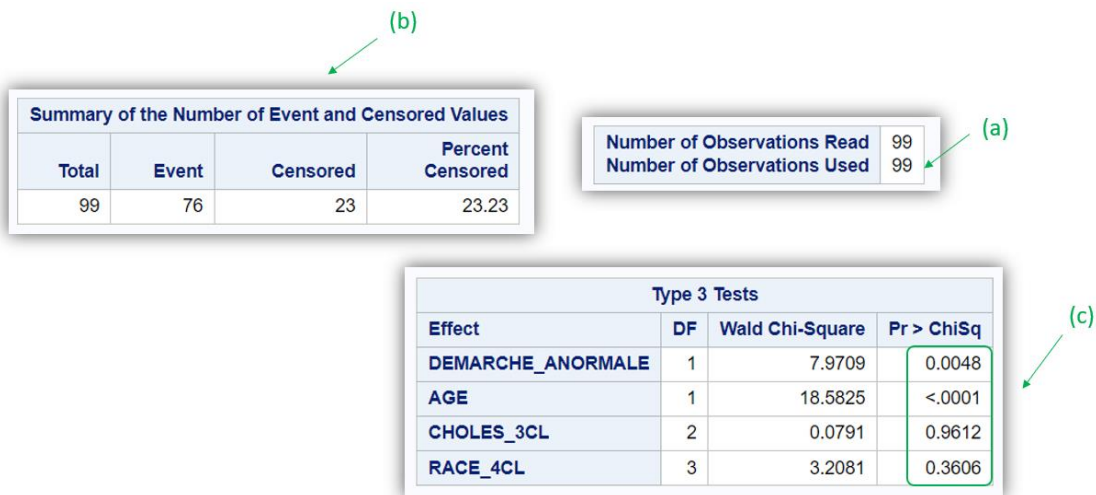 (b)
Summary of the Number of Event and Censored Values
Total Event Censored Percent Censored
99 76 23 23.23
(a)
Number of Observations Read 99
Number of Observations Used 99
(c)
Type 3 Tests
Effect DF Wald Chi-Square Pr > ChiSq
DEMARCHE_ANORMALE 1 7.9709 0.0048
AGE 1 18.5825 <.0001
CHOLES_3CL 2 0.0791 0.9612
RACE_4CL 3 3.2081 0.3606